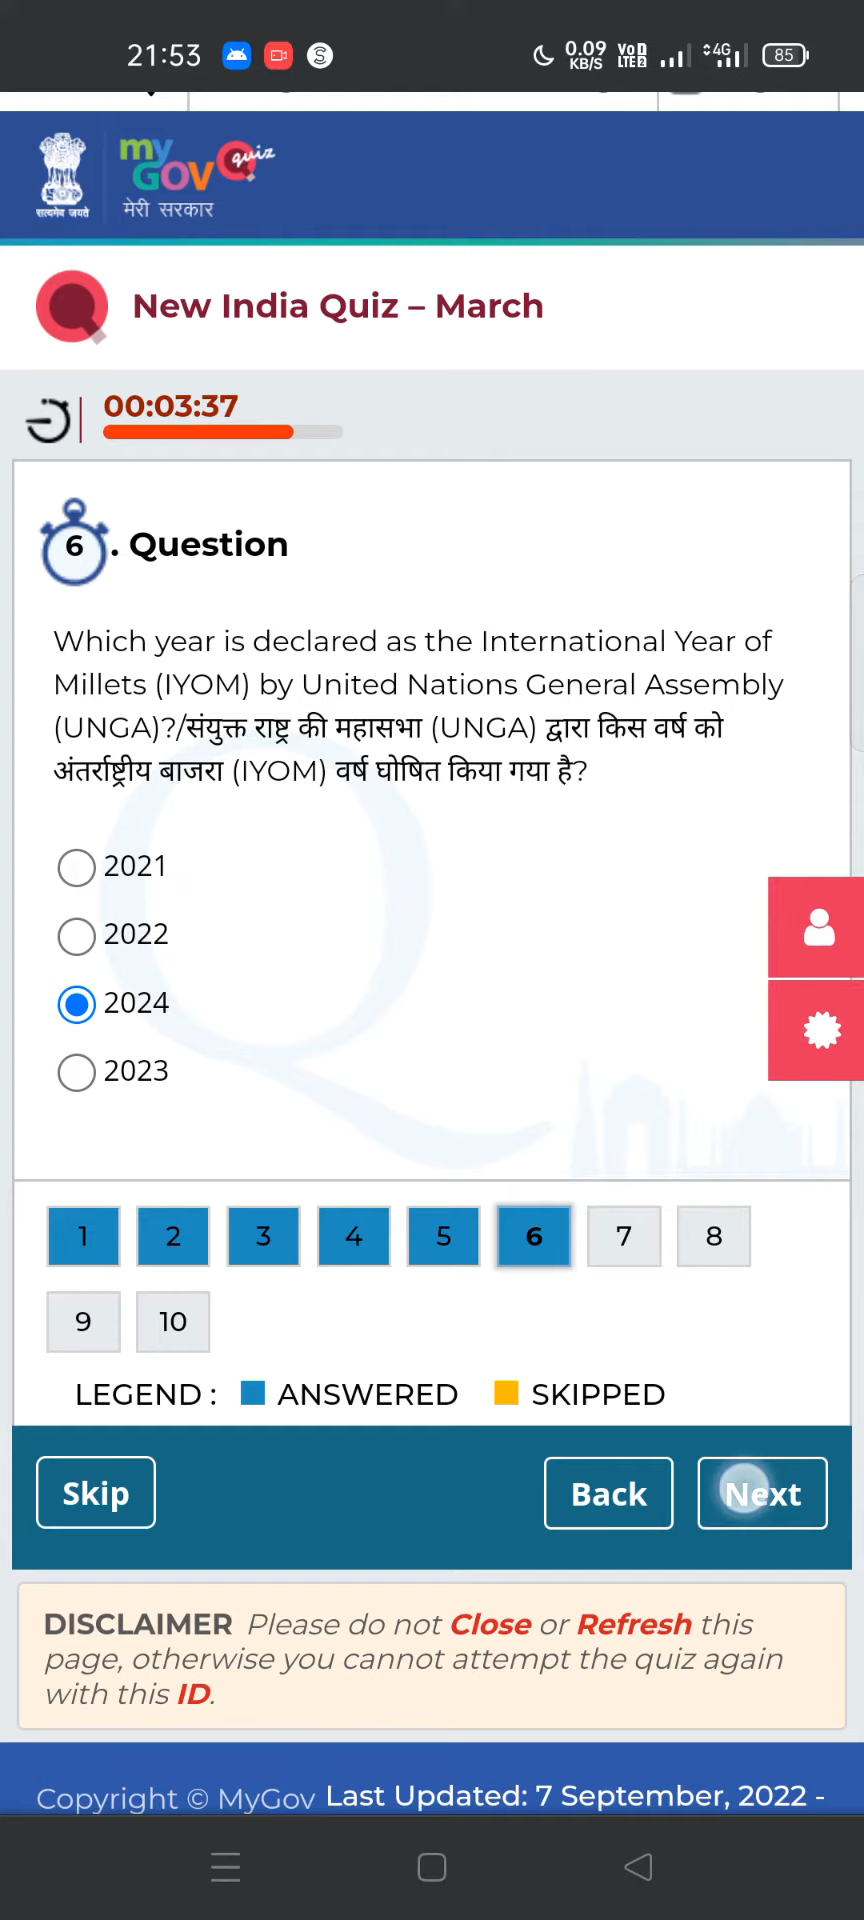 21:53
0.09 KB/S VoD LTE 2 4G 85
my GOV quiz
सत्यमेव जयते मेरी सरकार
New India Quiz – March
00:03:37
6 . Question
Which year is declared as the International Year of
Millets (IYOM) by United Nations General Assembly
(UNGA)?/संयुक्त राष्ट्र की महासभा (UNGA) द्वारा किस वर्ष को
अंतर्राष्ट्रीय बाजरा (IYOM) वर्ष घोषित किया गया है?
2021
2022
2024
2023
1 2 3 4 5 6 7 8
9 10
LEGEND : ANSWERED SKIPPED
Skip Back Next
DISCLAIMER Please do not Close or Refresh this
page, otherwise you cannot attempt the quiz again
with this ID.
Copyright © MyGov Last Updated: 7 September, 2022 -